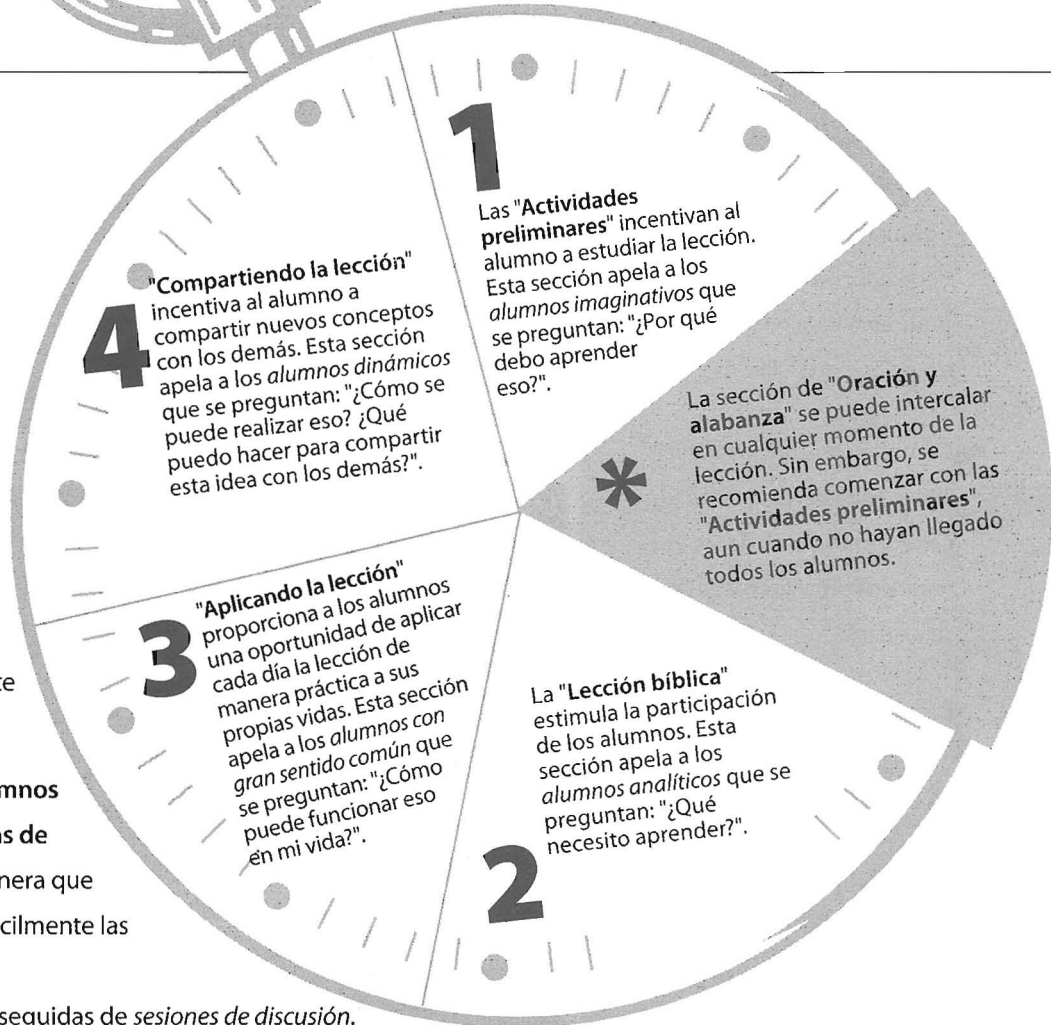 1
Las "Actividades
preliminares" incentivan al
alumno a estudiar la lección.
Esta sección apela a los
alumnos imaginativos que
se preguntan: "¿Por qué
debo aprender
eso?".
*
La sección de "Oración y
alabanza" se puede intercalar
en cualquier momento de la
lección. Sin embargo, se
recomienda comenzar con las
"Actividades preliminares",
aun cuando no hayan llegado
todos los alumnos.
2
La "Lección bíblica"
estimula la participación
de los alumnos. Esta
sección apela a los
alumnos analíticos que se
preguntan: "¿Qué
necesito aprender?".
3
"Aplicando la lección"
proporciona a los alumnos
una oportunidad de aplicar
cada día la lección de
manera práctica a sus
propias vidas. Esta sección
apela a los alumnos con
gran sentido común que
se preguntan: "¿Cómo
puede funcionar eso
en mi vida?".
4
"Compartiendo la lección"
incentiva al alumno a
compartir nuevos conceptos
con los demás. Esta sección
apela a los alumnos dinámicos
que se preguntan: "¿Cómo se
puede realizar eso? ¿Qué
puedo hacer para compartir
esta idea con los demás?".
nera que
cilmente las
seguidas de sesiones de discusión.